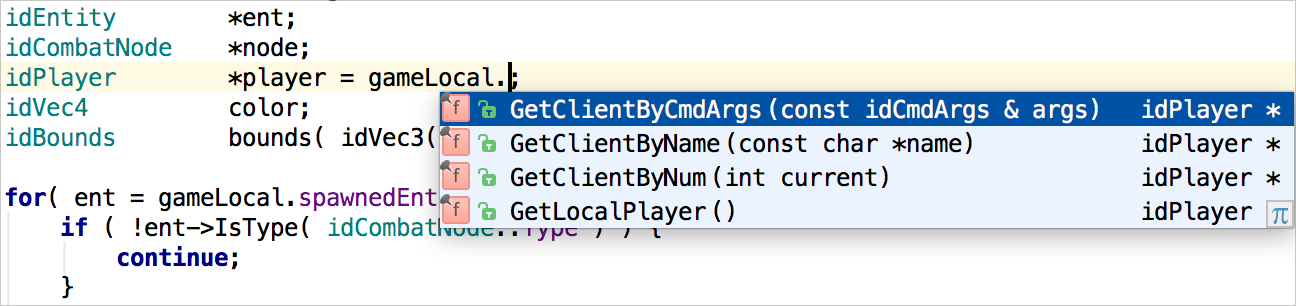 idEntity *ent;
idCombatNode *node;
idPlayer *player = gameLocal.;
idVec4 color;
f GetClientByCmdArgs(const idCmdArgs & args) idPlayer *
idBounds bounds( idVec3(
f GetClientByName(const char *name) idPlayer *
f GetClientByNum(int current) idPlayer *
for( ent = gameLocal.spawnedEnt
f GetLocalPlayer() idPlayer π
if ( !ent->IsType( idCombatNode::Type ) ) {
continue;
}